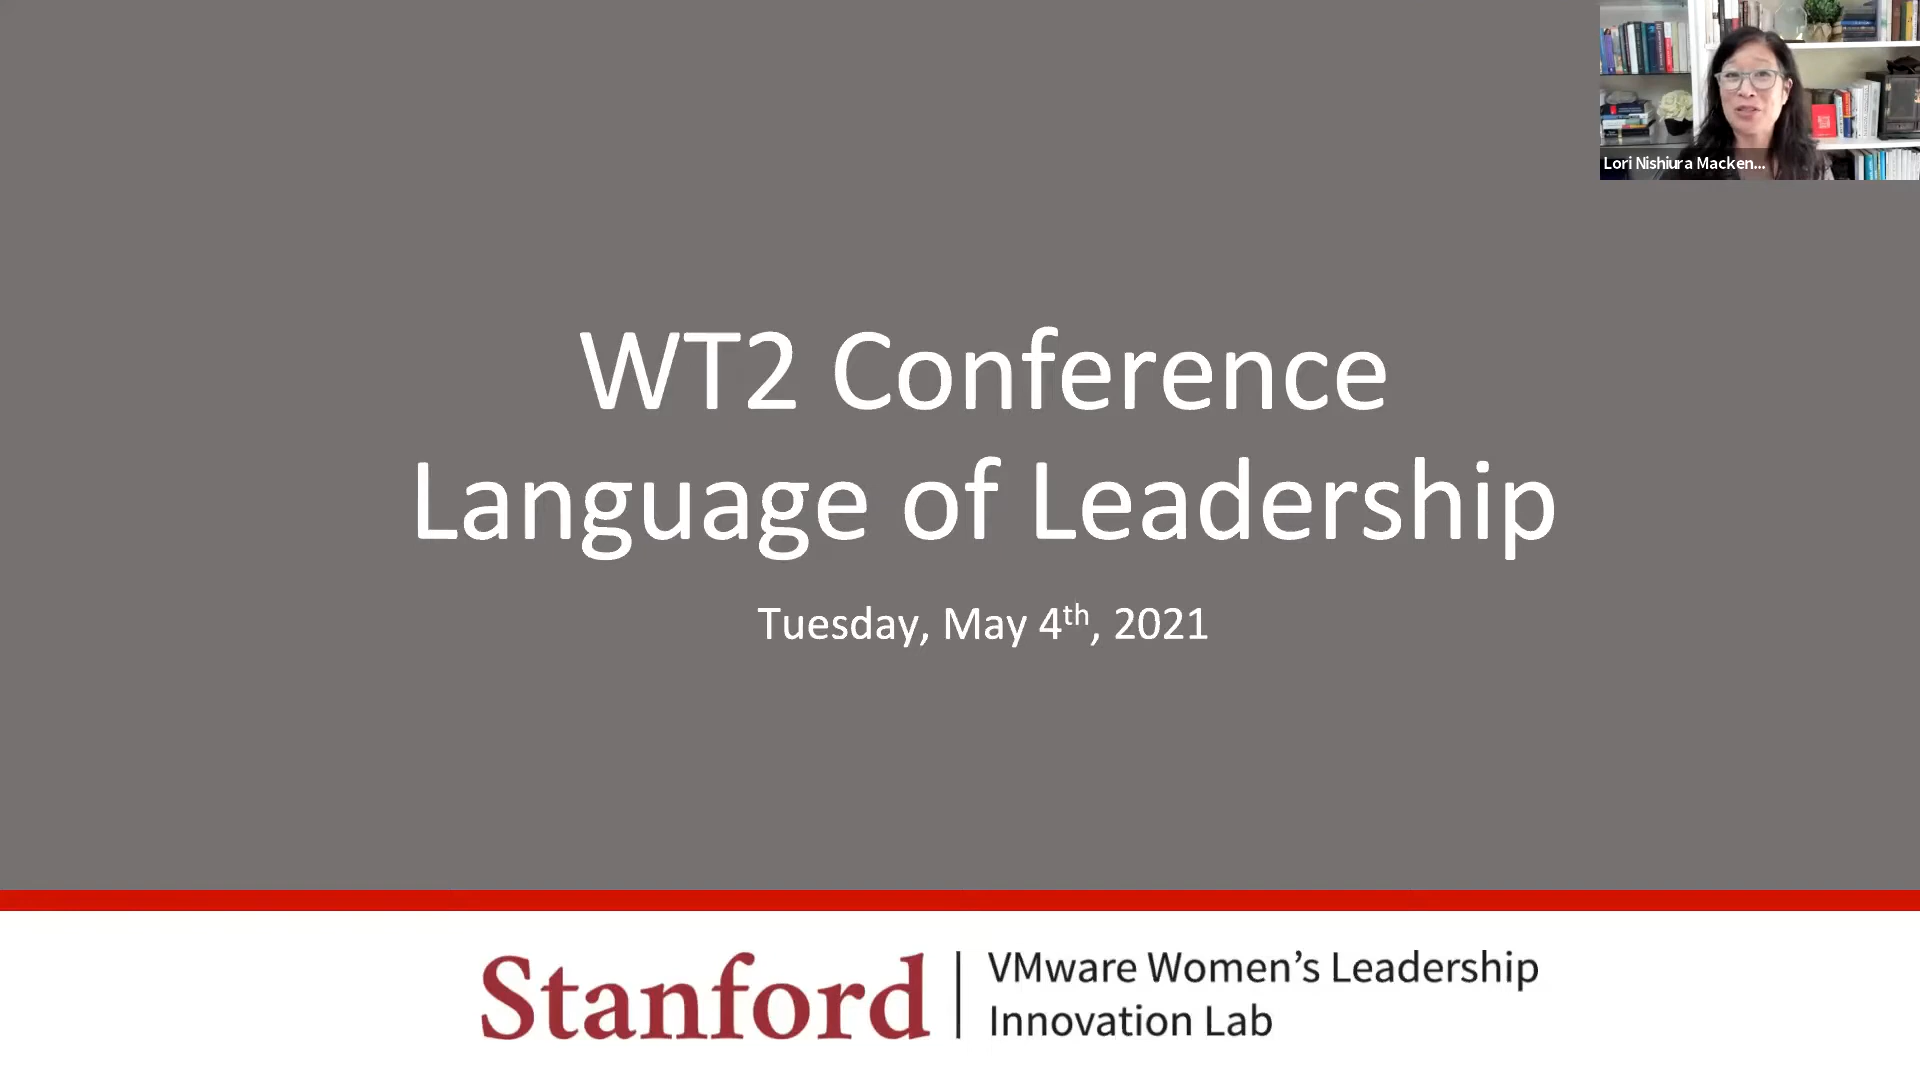 Lori Nishiura Macken...
WT2 Conference
Language of Leadership
Tuesday, May 4th, 2021
Stanford
VMware Women's Leadership
Innovation Lab